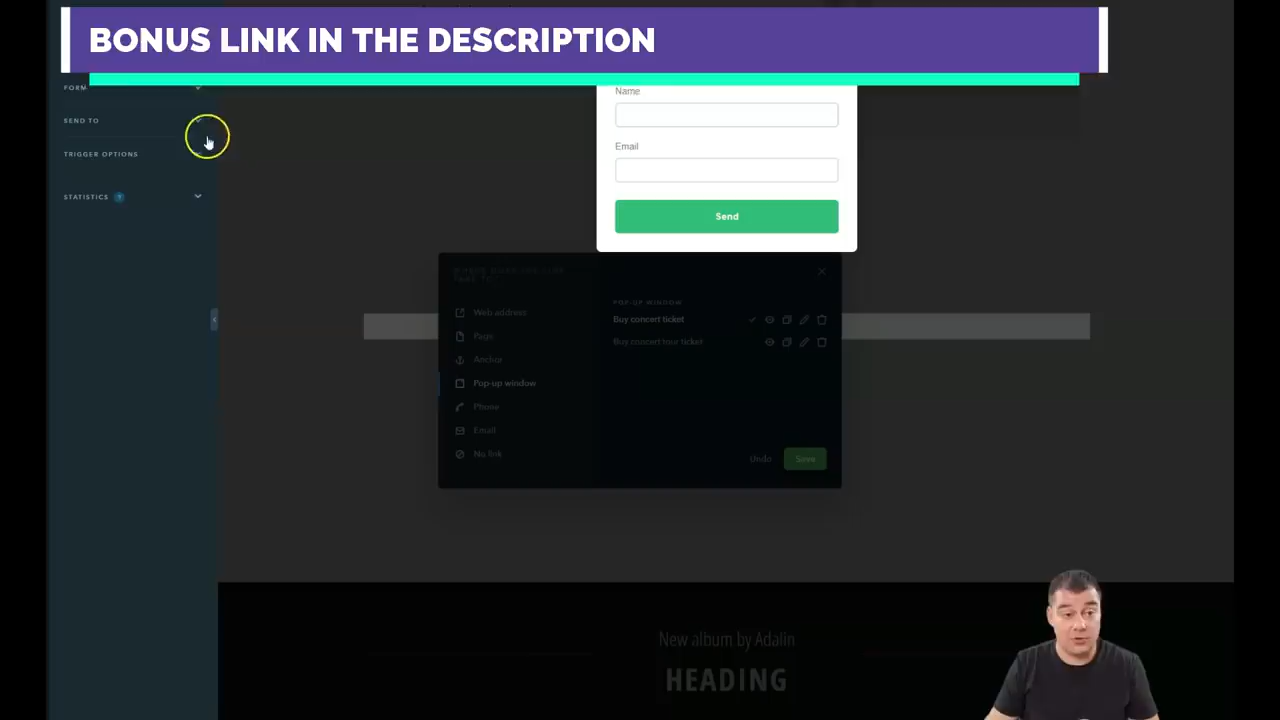 BONUS LINK IN THE DESCRIPTION
FORM
SEND TO
TRIGGER OPTIONS
STATISTICS ?
Name
Email
Send
Web address
Page
Anchor
Pop-up window
Phone
Email
No link
POP-UP WINDOW
Buy concert ticket
Buy concert tour ticket
Undo
Save
New album by Adalin
HEADING